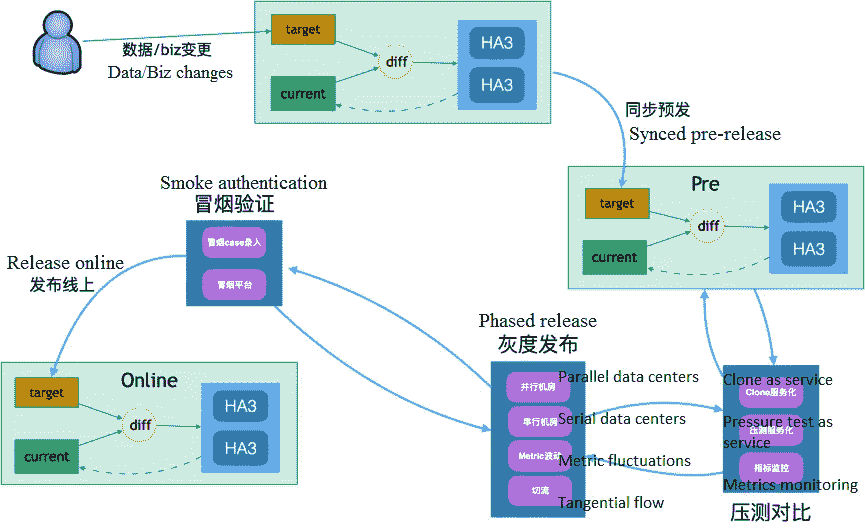 target
current
diff
HA3
HA3
数据/biz变更
Data/Biz changes
同步预发
Synced pre-release
Pre
target
current
diff
HA3
HA3
Smoke authentication
冒烟验证
冒烟case录入
冒烟平台
Release online
发布线上
Online
target
current
diff
HA3
HA3
Phased release
灰度发布
并行机房
Parallel data centers
串行机房
Serial data centers
Metric波动
Metric fluctuations
切流
Tangential flow
Clone as service
Clone服务化
Pressure test as
压测服务化
service
指标监控
Metrics monitoring
压测对比